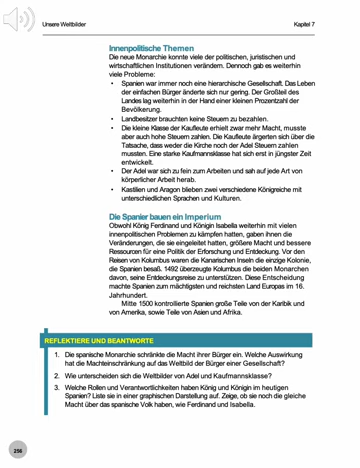 Unsere Weltbilder Kapitel 7
Innenpolitische Themen
Die neue Monarchie konnte viele der politischen, juristischen und
wirtschaftlichen Institutionen verändern. Dennoch gab es weiterhin
viele Probleme:
• Spanien war immer noch eine hierarchische Gesellschaft. Das Leben
der einfachen Bürger änderte sich nur gering. Der Großteil des
Landes lag weiterhin in der Hand einer kleinen Prozentzahl der
Bevölkerung.
• Landbesitzer brauchten keine Steuern zu bezahlen.
• Die kleine Klasse der Kaufleute erhielt zwar mehr Macht, musste
aber auch hohe Steuern zahlen. Die Kaufleute ärgerten sich über die
Tatsache, dass weder die Kirche noch der Adel Steuern zahlen
mussten. Eine starke Kaufmannsklasse hat sich erst in jüngster Zeit
entwickelt.
• Der Adel war sich zu fein zum Arbeiten und sah auf jede Art von
körperlicher Arbeit herab.
• Kastilien und Aragon blieben zwei verschiedene Königreiche mit
unterschiedlichen Sprachen und Kulturen.
Die Spanier bauen ein Imperium
Obwohl König Ferdinand und Königin Isabella weiterhin mit vielen
innenpolitischen Problemen zu kämpfen hatten, gaben ihnen die
Veränderungen, die sie eingeleitet hatten, größere Macht und bessere
Ressourcen für eine Politik der Erforschung und Entdeckung. Vor den
Reisen von Kolumbus waren die Kanarischen Inseln die einzige Kolonie,
die Spanien besaß. 1492 überzeugte Kolumbus die beiden Monarchen
davon, seine Entdeckungsreise zu unterstützen. Diese Entscheidung
machte Spanien zum mächtigsten und reichsten Land Europas im 16.
Jahrhundert.
Mitte 1500 kontrollierte Spanien große Teile von der Karibik und
von Amerika, sowie Teile von Asien und Afrika.
REFLEKTIERE UND BEANTWORTE
1. Die spanische Monarchie schränkte die Macht ihrer Bürger ein. Welche Auswirkung
hat die Machteinschränkung auf das Weltbild der Bürger einer Gesellschaft?
2. Wie unterscheiden sich die Weltbilder von Adel und Kaufmannsklasse?
3. Welche Rollen und Verantwortlichkeiten haben König und Königin im heutigen
Spanien? Liste sie in einer graphischen Darstellung auf. Zeige, ob sie noch die gleiche
Macht über das spanische Volk haben, wie Ferdinand und Isabella.
256